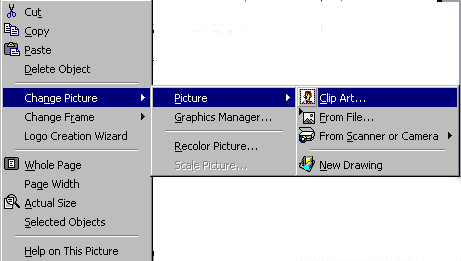 Cut
Copy
Paste
Delete Object
Change Picture
Change Frame
Logo Creation Wizard
Whole Page
Page Width
Actual Size
Selected Objects
Help on This Picture
Picture
Graphics Manager...
Recolor Picture...
Scale Picture...
Clip Art...
From File...
From Scanner or Camera
New Drawing